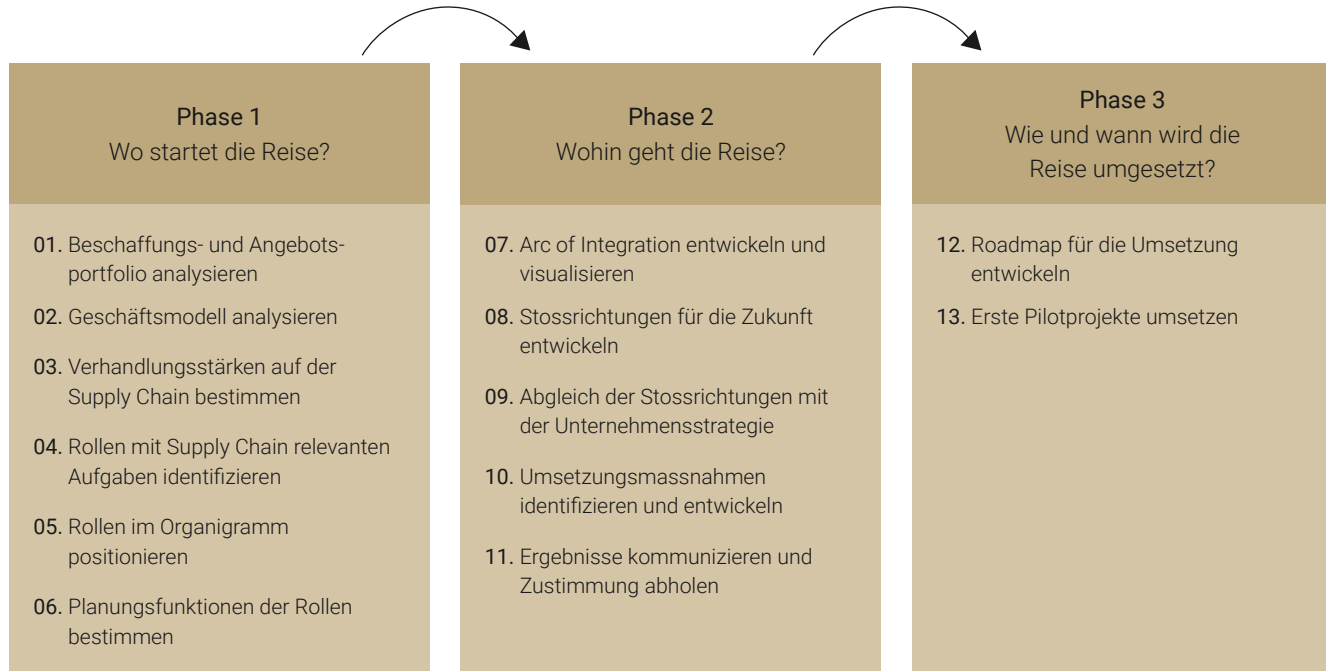 Phase 1
Wo startet die Reise?
01. Beschaffungs- und Angebots-
portfolio analysieren
02. Geschäftsmodell analysieren
03. Verhandlungsstärken auf der
Supply Chain bestimmen
04. Rollen mit Supply Chain relevanten
Aufgaben identifizieren
05. Rollen im Organigramm
positionieren
06. Planungsfunktionen der Rollen
bestimmen
Phase 2
Wohin geht die Reise?
07. Arc of Integration entwickeln und
visualisieren
08. Stossrichtungen für die Zukunft
entwickeln
09. Abgleich der Stossrichtungen mit
der Unternehmensstrategie
10. Umsetzungsmassnahmen
identifizieren und entwickeln
11. Ergebnisse kommunizieren und
Zustimmung abholen
Phase 3
Wie und wann wird die
Reise umgesetzt?
12. Roadmap für die Umsetzung
entwickeln
13. Erste Pilotprojekte umsetzen